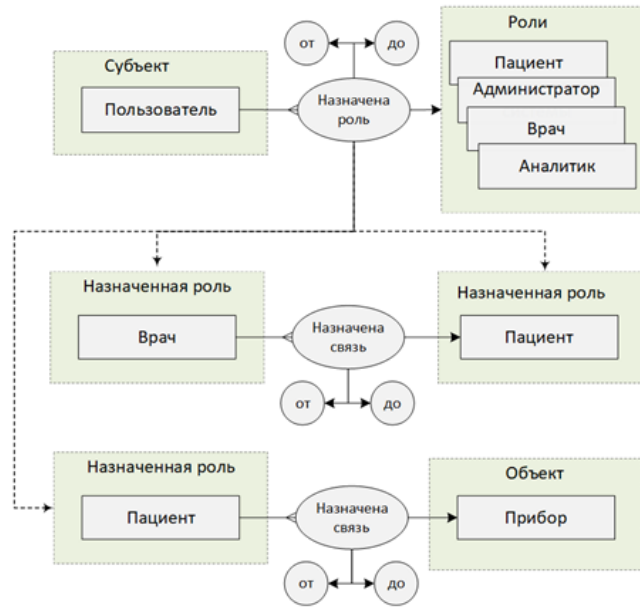 от
до
Роли
Субъект
Пациент
Администратор
Пользователь
Назначена
роль
Врач
Аналитик
Назначенная роль
Назначенная роль
Врач
Назначена
связь
Пациент
от
до
Назначенная роль
Объект
Пациент
Назначена
связь
Прибор
от
до